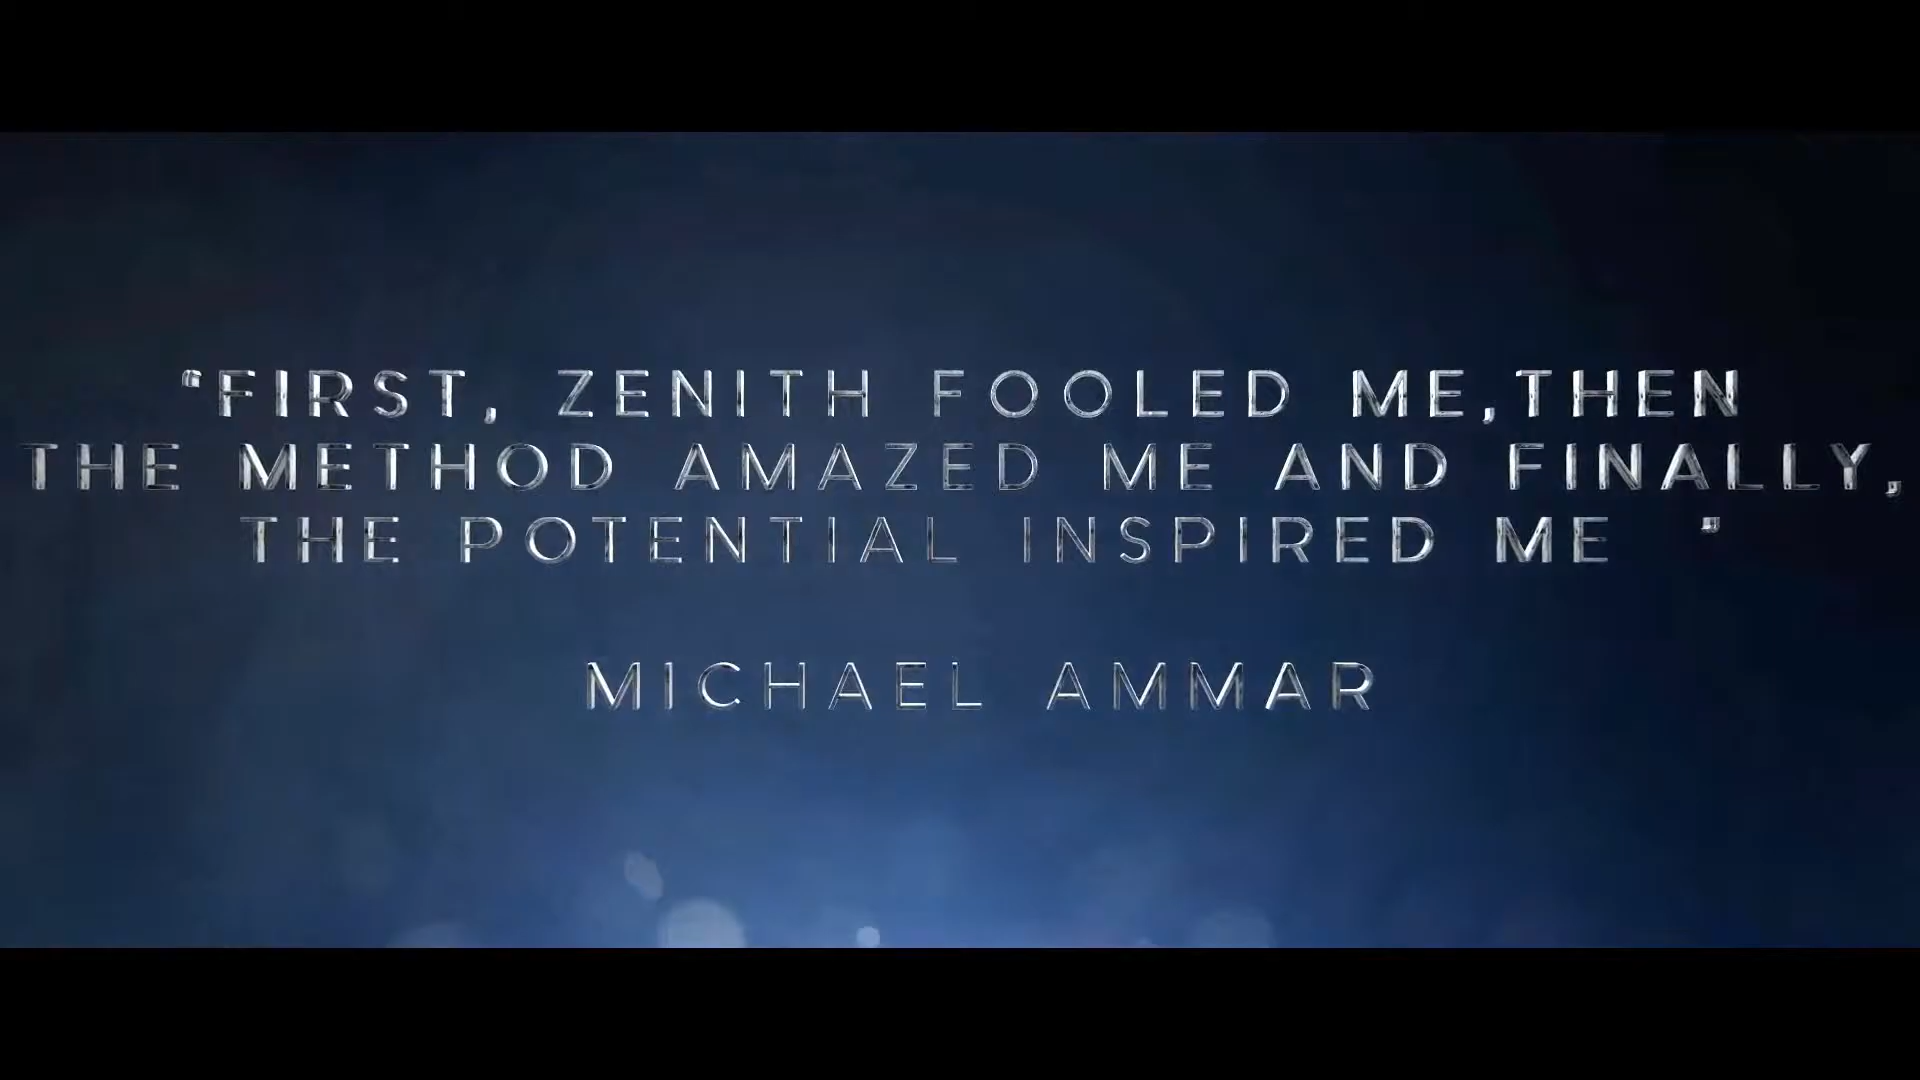 "FIRST, ZENITH FOOLED ME,THEN
THE METHOD AMAZED ME AND FINALLY,
THE POTENTIAL INSPIRED ME "
MICHAEL AMMAR